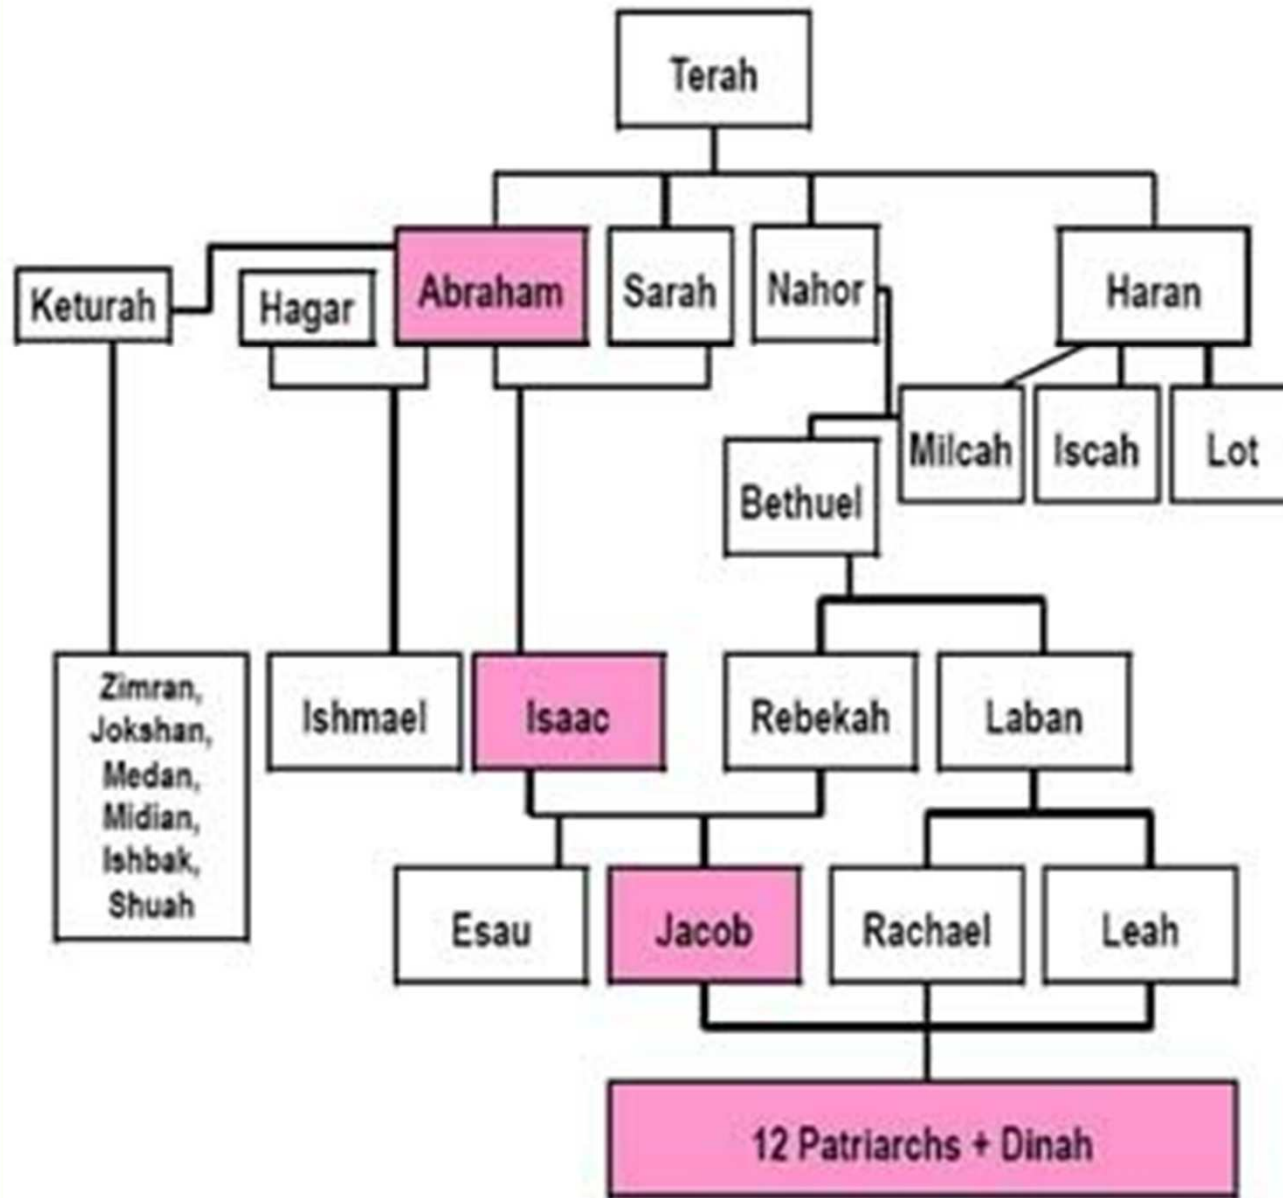 Terah
Keturah
Hagar
Abraham
Sarah
Nahor
Haran
Milcah
Iscah
Lot
Bethuel
Zimran,
Jokshan,
Medan,
Midian,
Ishbak,
Shuah
Ishmael
Isaac
Rebekah
Laban
Esau
Jacob
Rachael
Leah
12 Patriarchs + Dinah